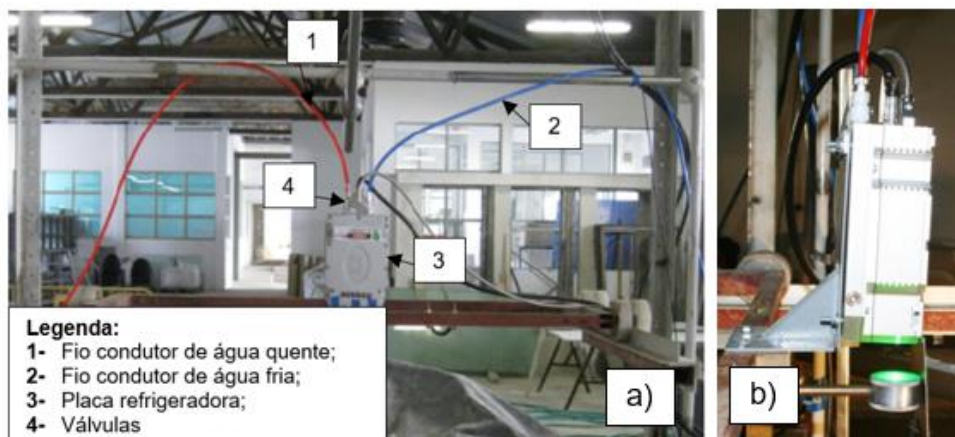 1
2
4
3
Legenda:
1- Fio condutor de água quente;
2- Fio condutor de água fria;
3- Placa refrigeradora;
4- Válvulas
a)
b)